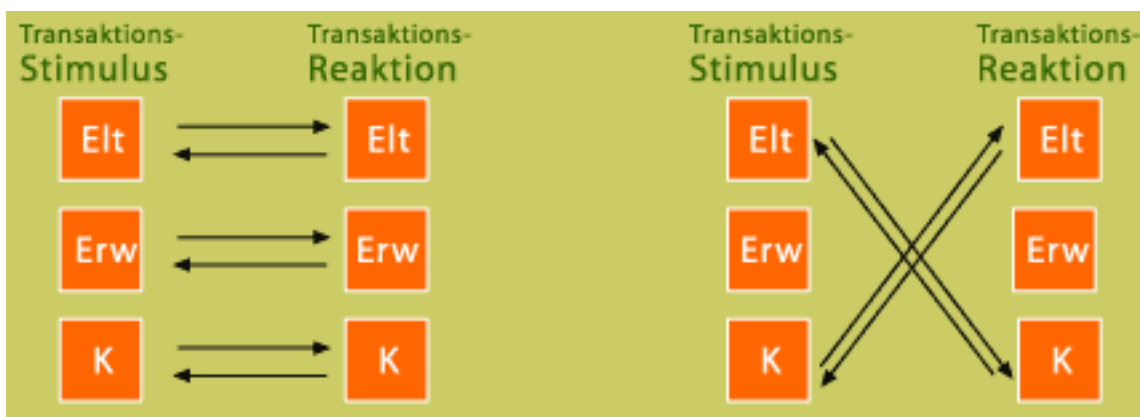 Transaktions-
Stimulus
Transaktions-
Reaktion
Elt
Elt
Erw
Erw
K
K
Transaktions-
Stimulus
Transaktions-
Reaktion
Elt
Elt
Erw
Erw
K
K